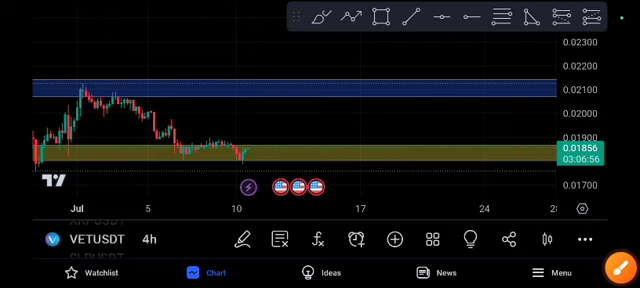 0.02300
0.02200
0.02100
0.02000
0.01900
0.01856
03:06:56
0.01700
Jul 5 10 17 24
VETUSDT 4h
Watchlist Chart Ideas News Menu